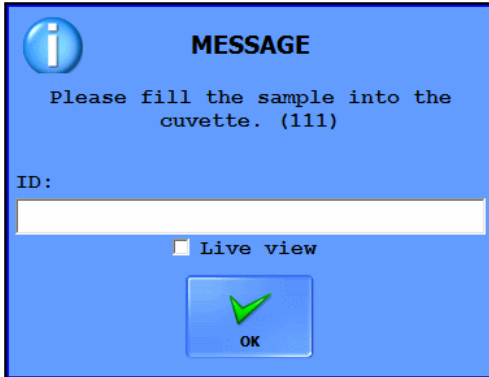 MESSAGE
Please fill the sample into the
cuvette. (111)
ID:
Live view
OK